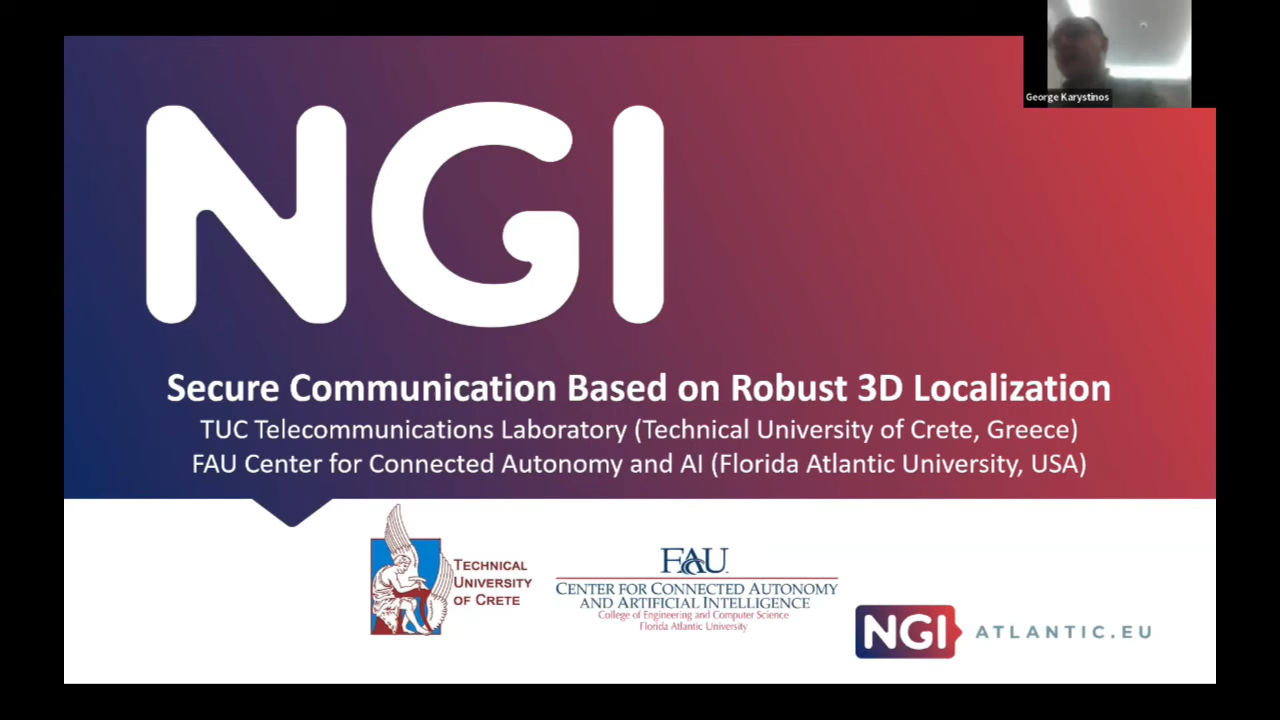 George Karystinos
NGI
Secure Communication Based on Robust 3D Localization
TUC Telecommunications Laboratory (Technical University of Crete, Greece)
FAU Center for Connected Autonomy and AI (Florida Atlantic University, USA)
TECHNICAL
UNIVERSITY
OF CRETE
FAU
CENTER FOR CONNECTED AUTONOMY
AND ARTIFICIAL INTELLIGENCE
College of Engineering and Computer Science
Florida Atlantic University
NGI ATLANTIC.EU